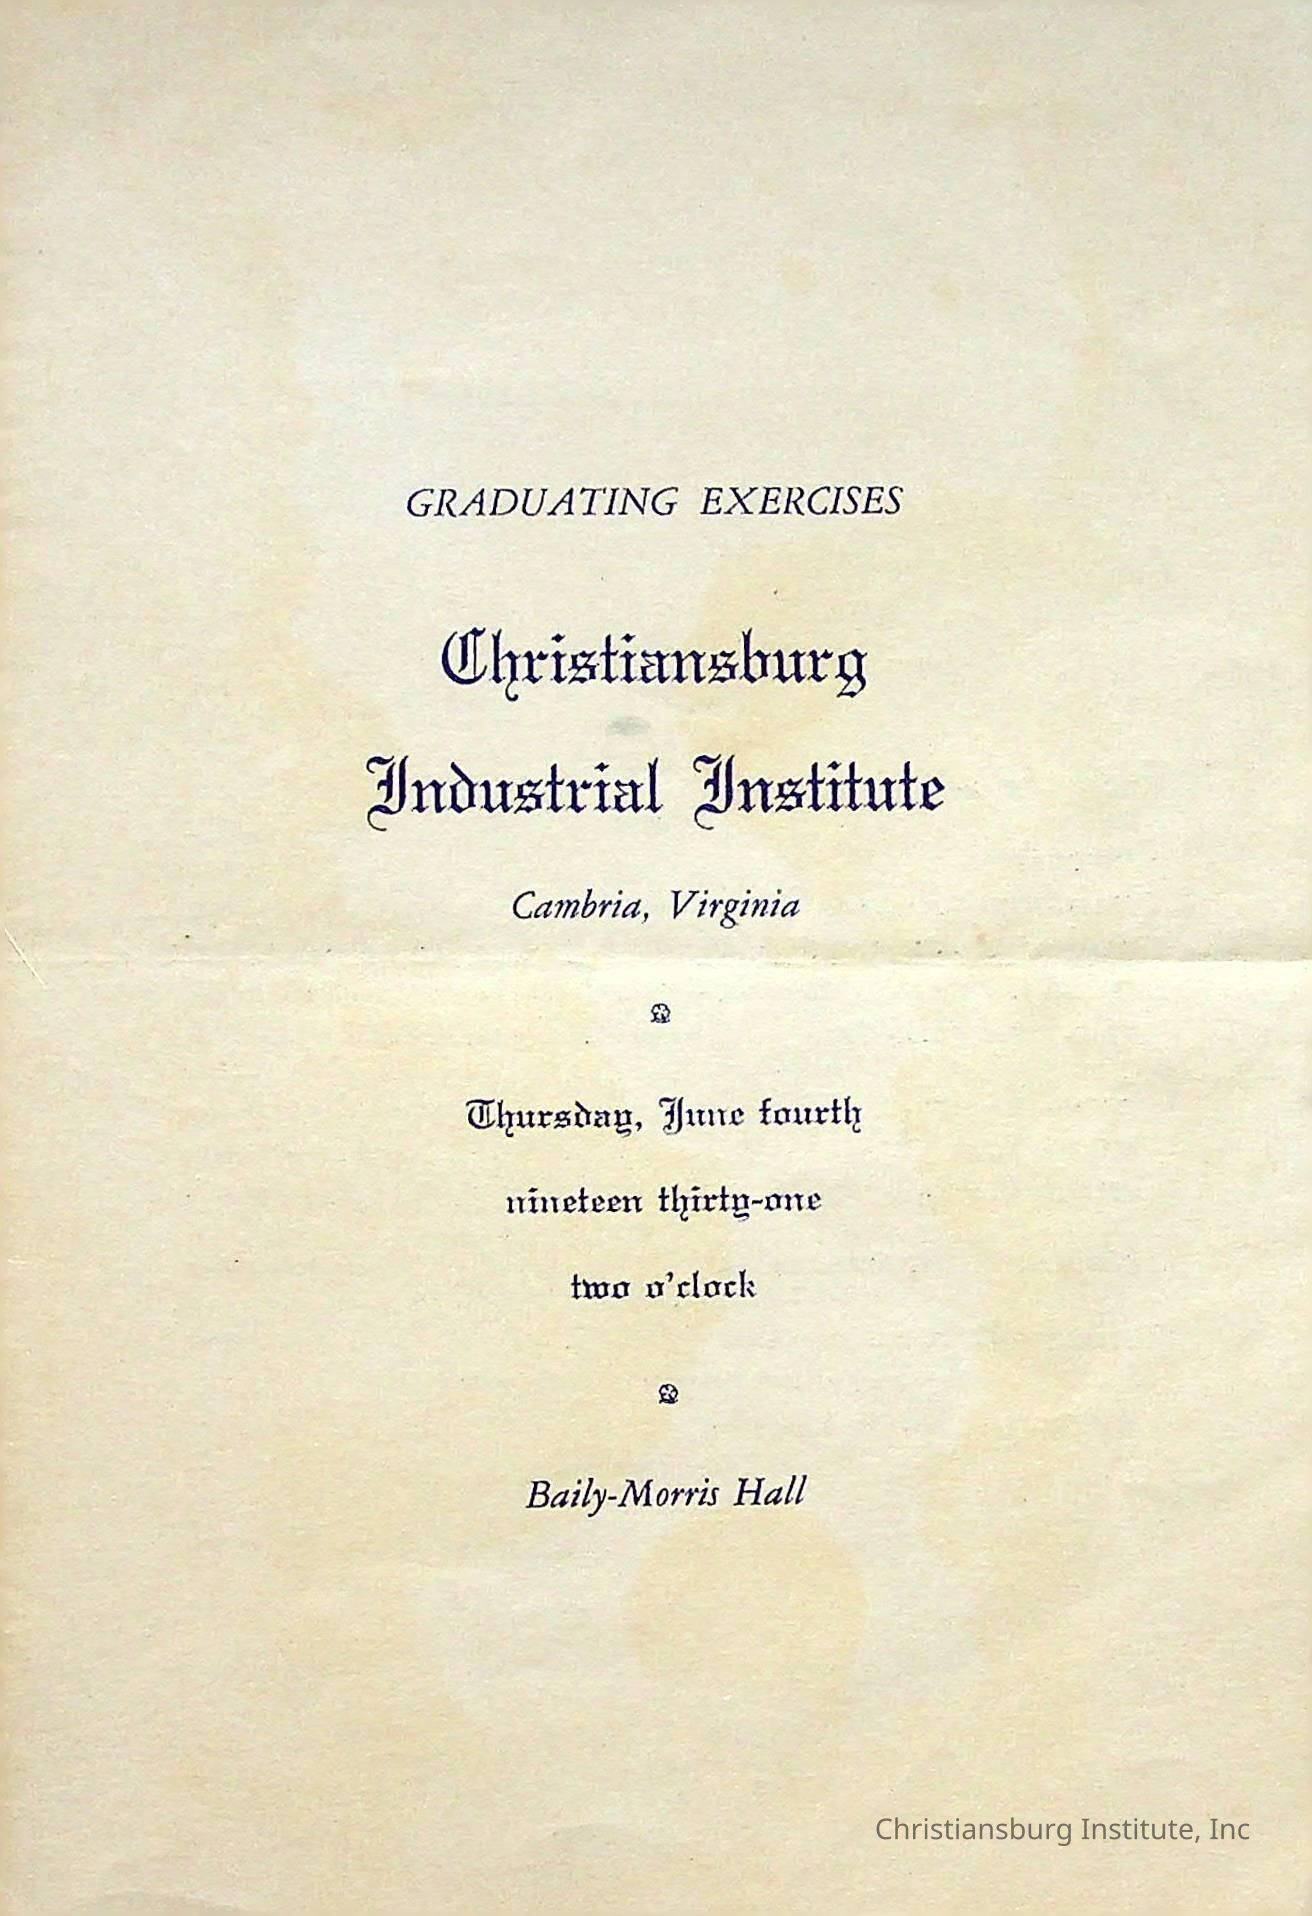 GRADUATING EXERCISES
Christiansburg
Industrial Institute
Cambria, Virginia
Thursday, June fourth
nineteen thirty-one
two o'clock
Baily-Morris Hall
Christiansburg Institute, Inc